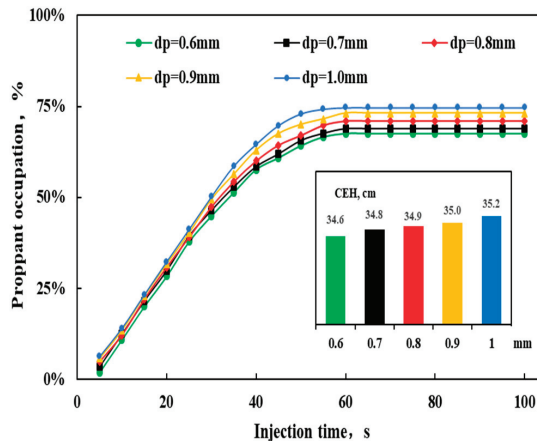 100%
dp=0.6mm dp=0.7mm dp=0.8mm
dp=0.9mm dp=1.0mm
75%
50%
25%
0%
Proppant occupation, %
CEH, cm
34.6 34.8 34.9 35.0 35.2
0.6 0.7 0.8 0.9 1 mm
0 20 40 60 80 100
Injection time, s